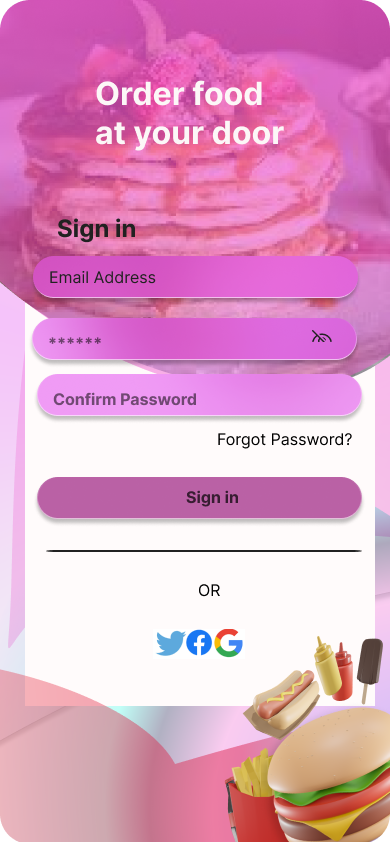 Order food
at your door
Sign in
Email Address
******
Confirm Password
Forgot Password?
Sign in
OR